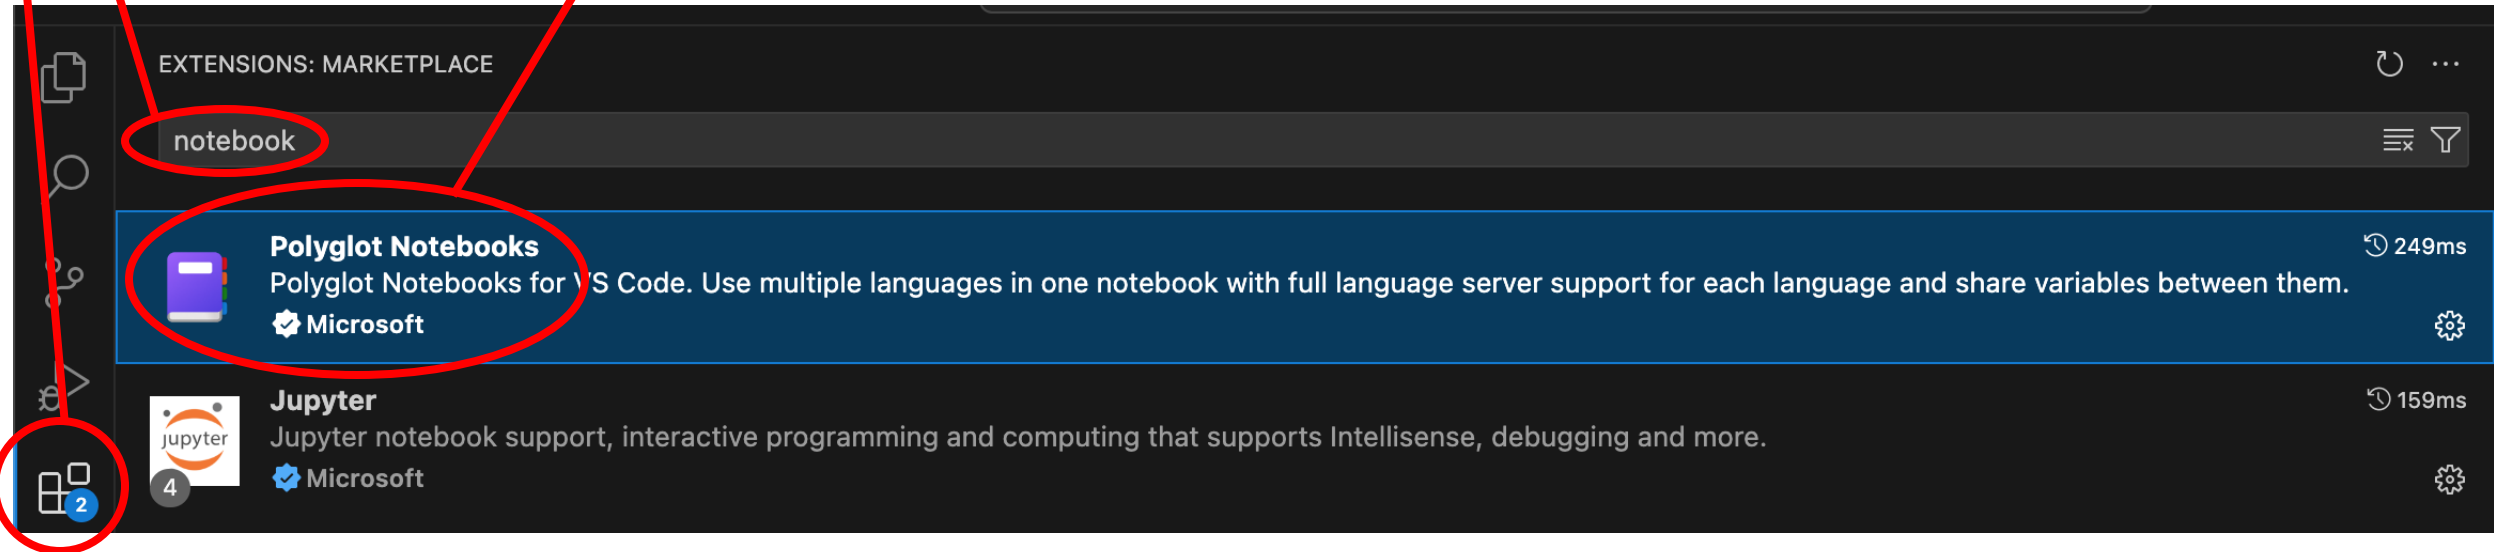 EXTENSIONS: MARKETPLACE
notebook
Polyglot Notebooks
249ms
Polyglot Notebooks for VS Code. Use multiple languages in one notebook with full language server support for each language and share variables between them.
Microsoft
Jupyter
159ms
jupyter
Jupyter notebook support, interactive programming and computing that supports Intellisense, debugging and more.
4
Microsoft
2